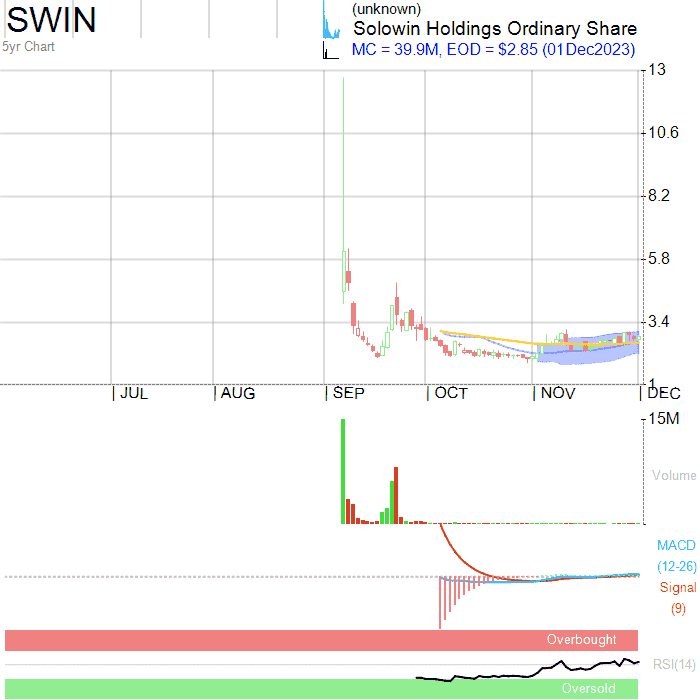 SWIN
5yr Chart
(unknown)
Solowin Holdings Ordinary Share
MC = 39.9M, EOD = $2.85 (01Dec2023)
13
10.6
8.2
5.8
3.4
1
JUL AUG SEP OCT NOV DEC
15M
Volume
MACD
(12-26)
Signal
(9)
Overbought
RSI(14)
Oversold